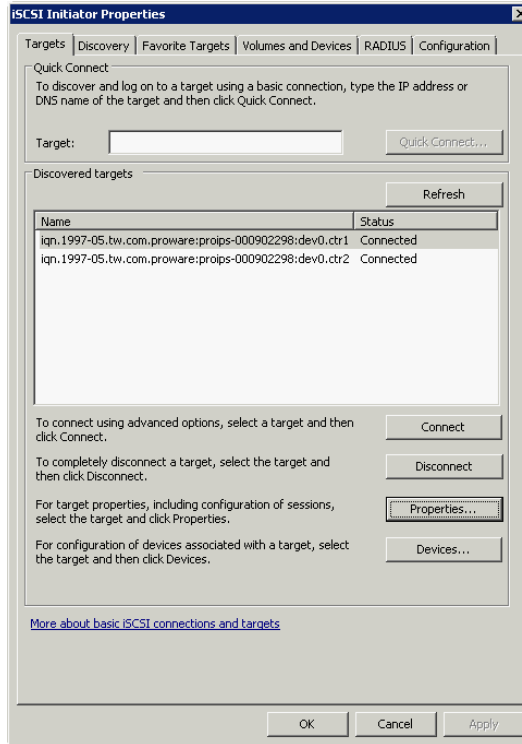 iSCSI Initiator Properties
Targets Discovery Favorite Targets Volumes and Devices RADIUS Configuration
Quick Connect
To discover and log on to a target using a basic connection, type the IP address or
DNS name of the target and then click Quick Connect.
Target: Quick Connect...
Discovered targets
Refresh
Name Status
iqn.1997-05.tw.com.proware:proips-000902298:dev0.ctr1 Connected
iqn.1997-05.tw.com.proware:proips-000902298:dev0.ctr2 Connected
To connect using advanced options, select a target and then
click Connect.
Connect
To completely disconnect a target, select the target and
then click Disconnect.
Disconnect
For target properties, including configuration of sessions,
select the target and click Properties.
Properties...
For configuration of devices associated with a target, select
the target and then click Devices.
Devices...
More about basic iSCSI connections and targets
OK Cancel Apply